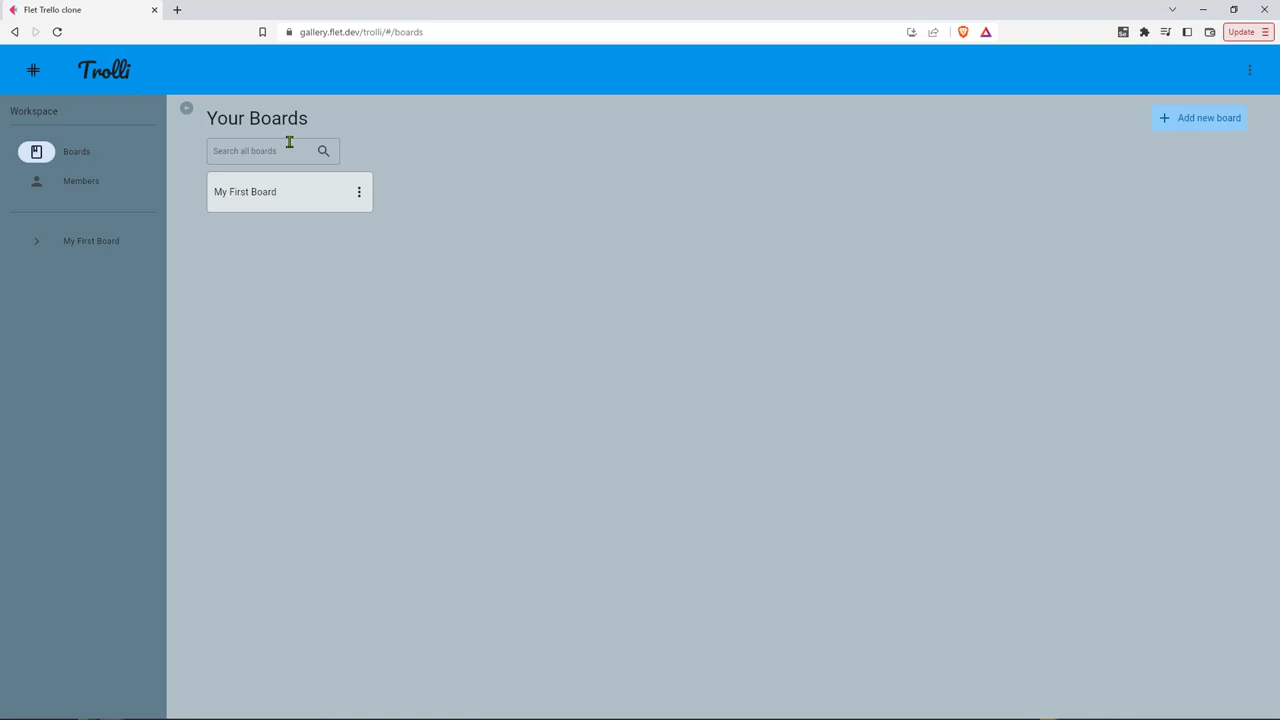 Flet Trello clone
gallery.flet.dev/trolli/#/boards
Update
Trolli
Workspace
Your Boards
Add new board
Boards
Search all boards
Members
My First Board
My First Board